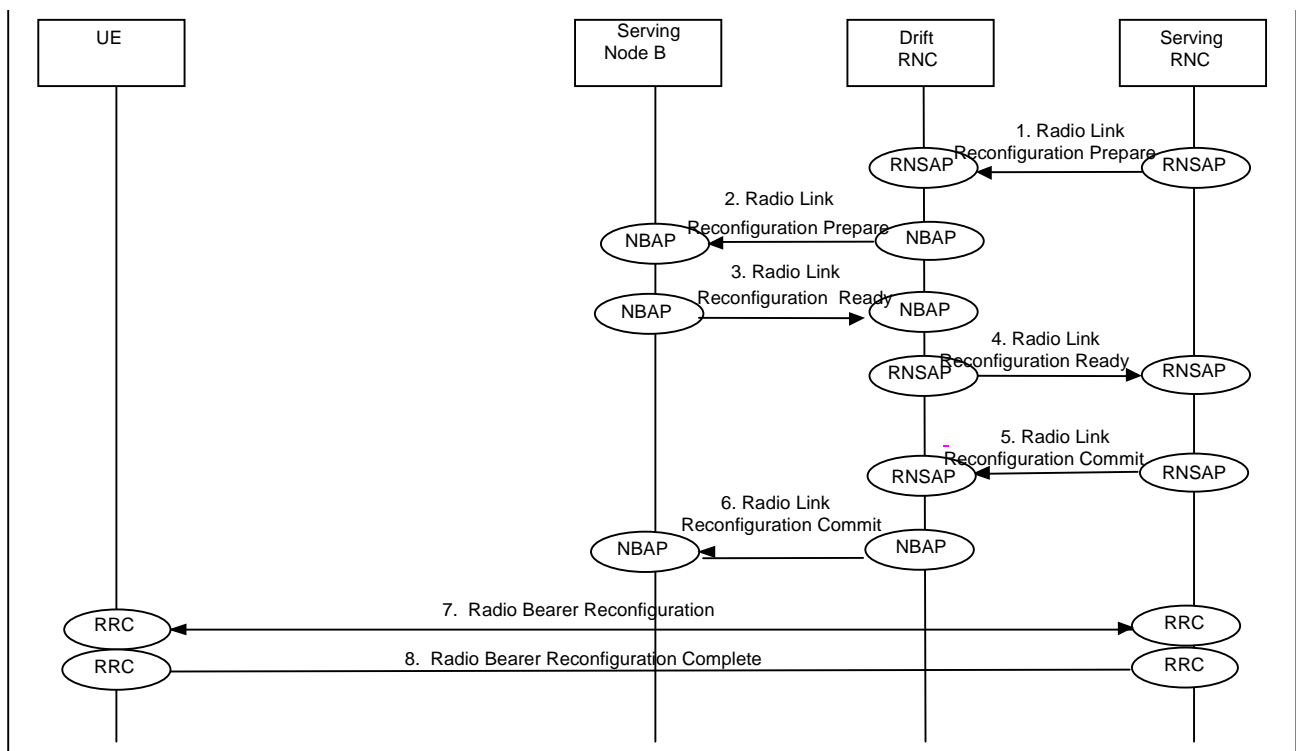 UE
Serving
Node B
Drift
RNC
Serving
RNC
1. Radio Link
Reconfiguration Prepare
RNSAP
RNSAP
2. Radio Link
Reconfiguration Prepare
NBAP
NBAP
3. Radio Link
Reconfiguration Ready
NBAP
NBAP
4. Radio Link
Reconfiguration Ready
RNSAP
RNSAP
5. Radio Link
Reconfiguration Commit
RNSAP
RNSAP
6. Radio Link
Reconfiguration Commit
NBAP
NBAP
7. Radio Bearer Reconfiguration
RRC
RRC
8. Radio Bearer Reconfiguration Complete
RRC
RRC